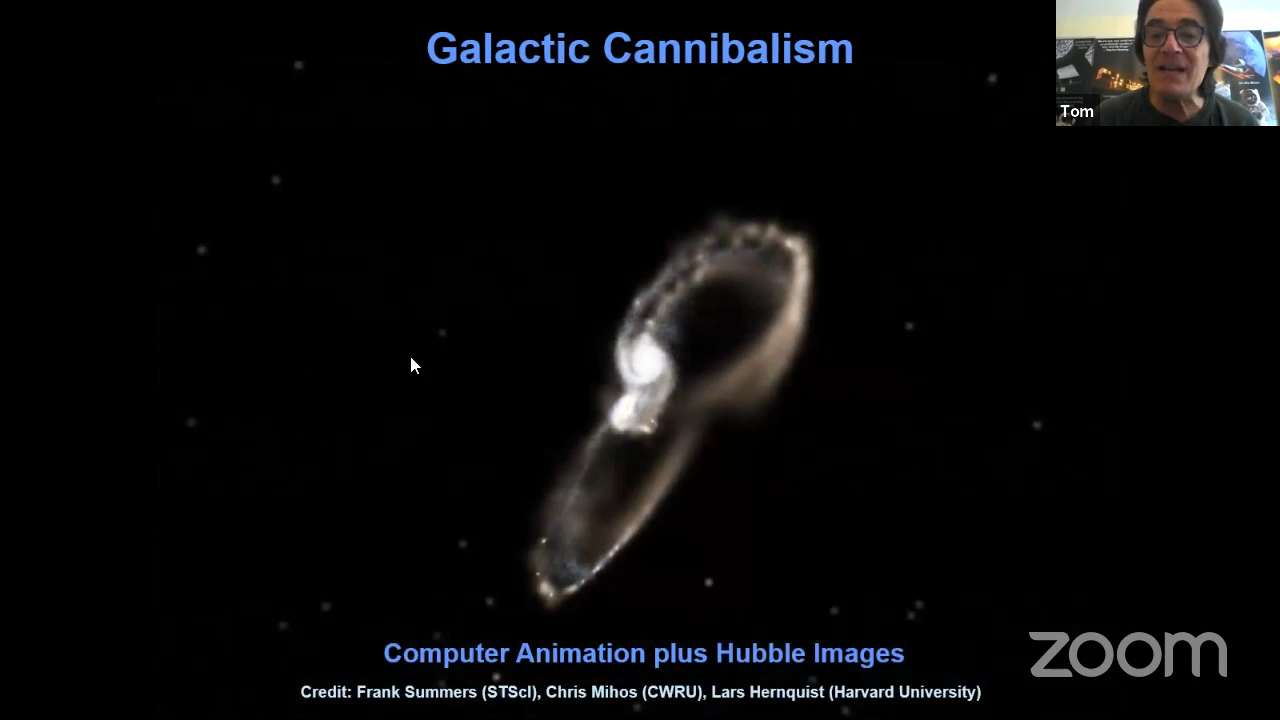 Galactic Cannibalism
Tom
Computer Animation plus Hubble Images
Credit: Frank Summers (STScI), Chris Mihos (CWRU), Lars Hernquist (Harvard University)
zoom